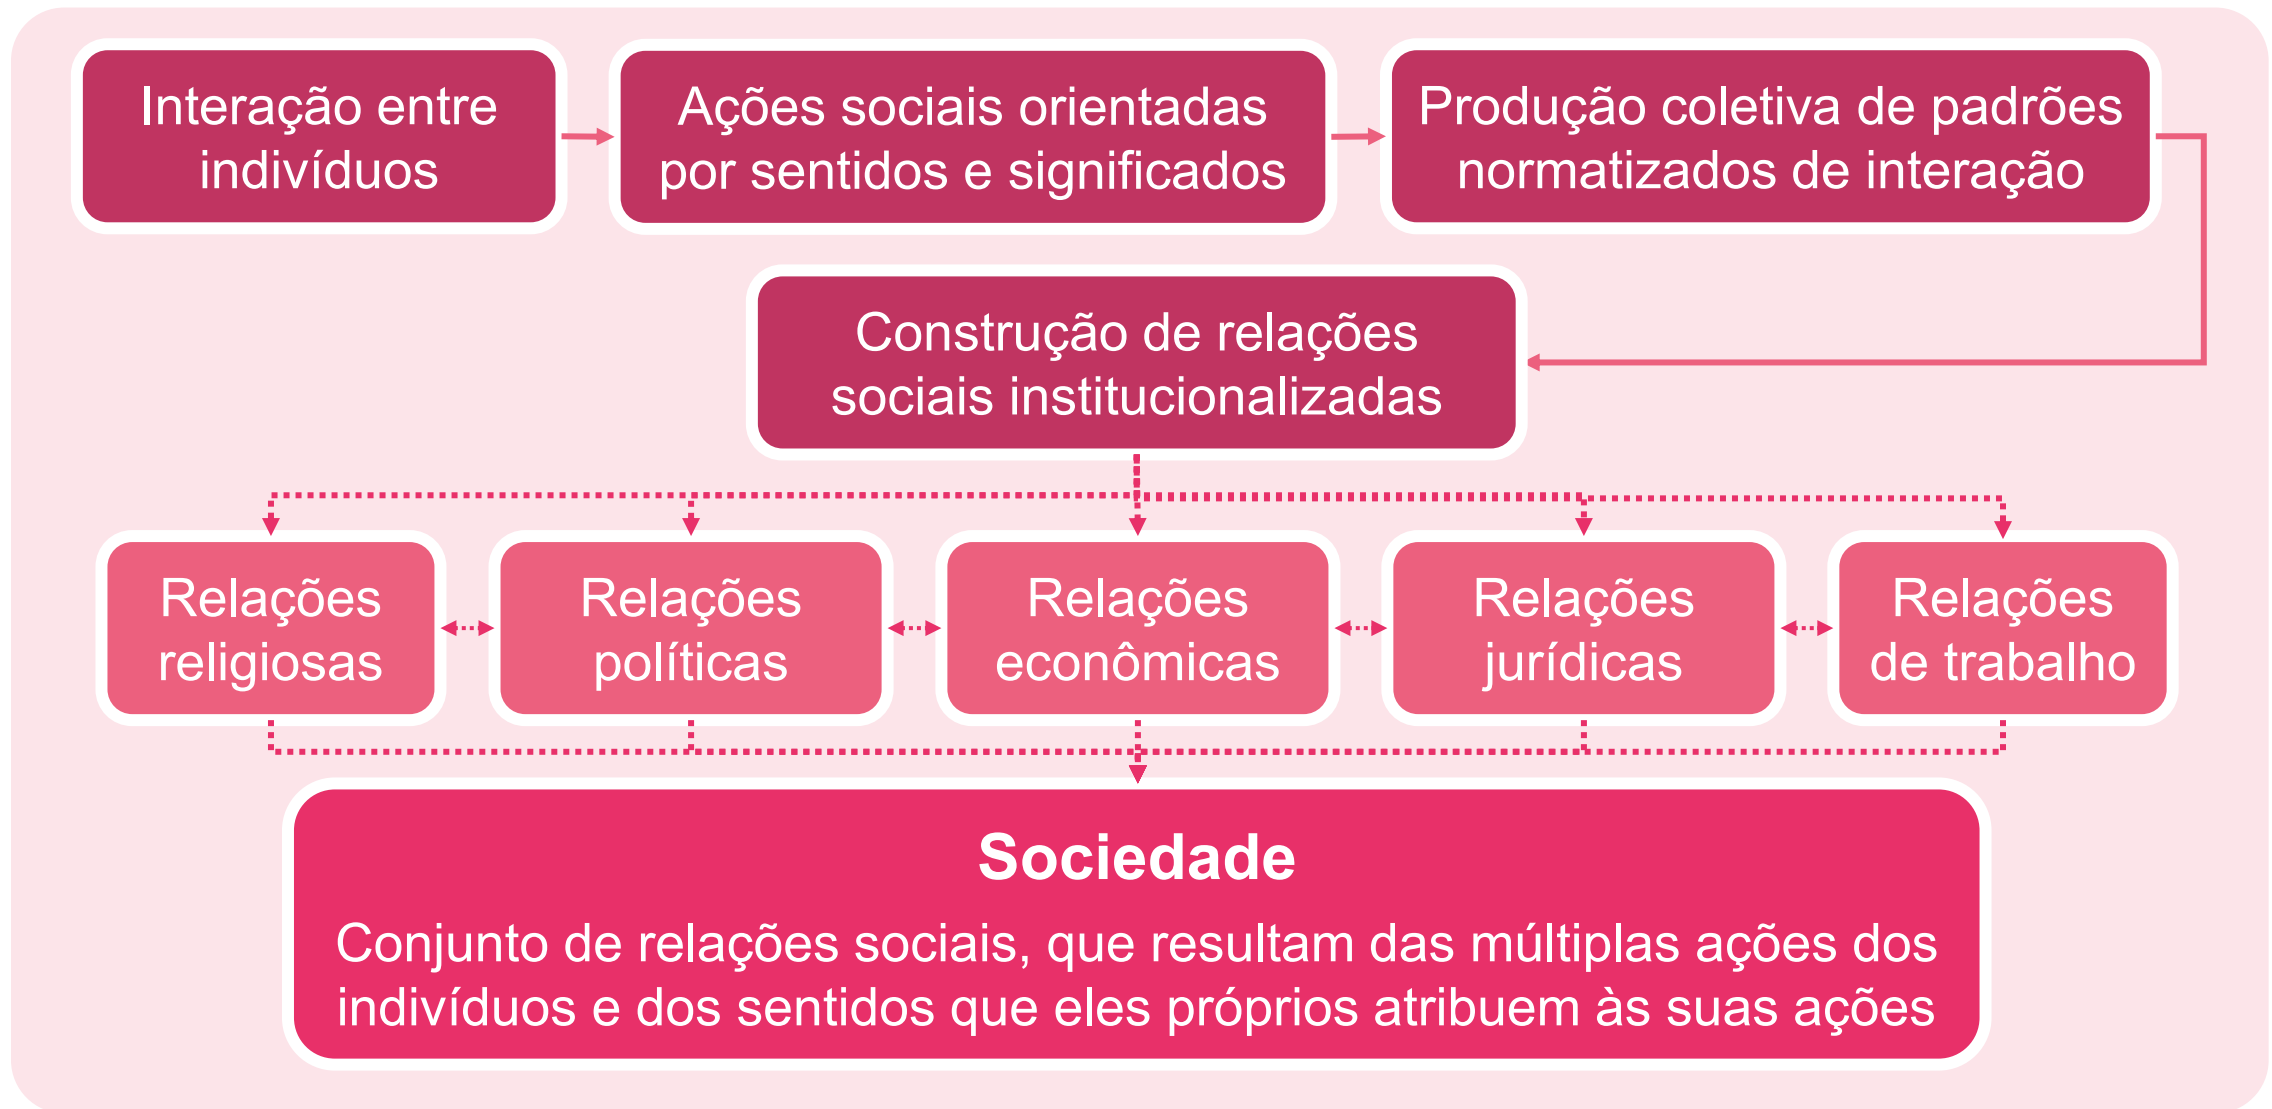 Interação entre
indivíduos
Ações sociais orientadas
por sentidos e significados
Produção coletiva de padrões
normatizados de interação
Construção de relações
sociais institucionalizadas
Relações
religiosas
Relações
políticas
Relações
econômicas
Relações
jurídicas
Relações
de trabalho
Sociedade
Conjunto de relações sociais, que resultam das múltiplas ações dos
indivíduos e dos sentidos que eles próprios atribuem às suas ações